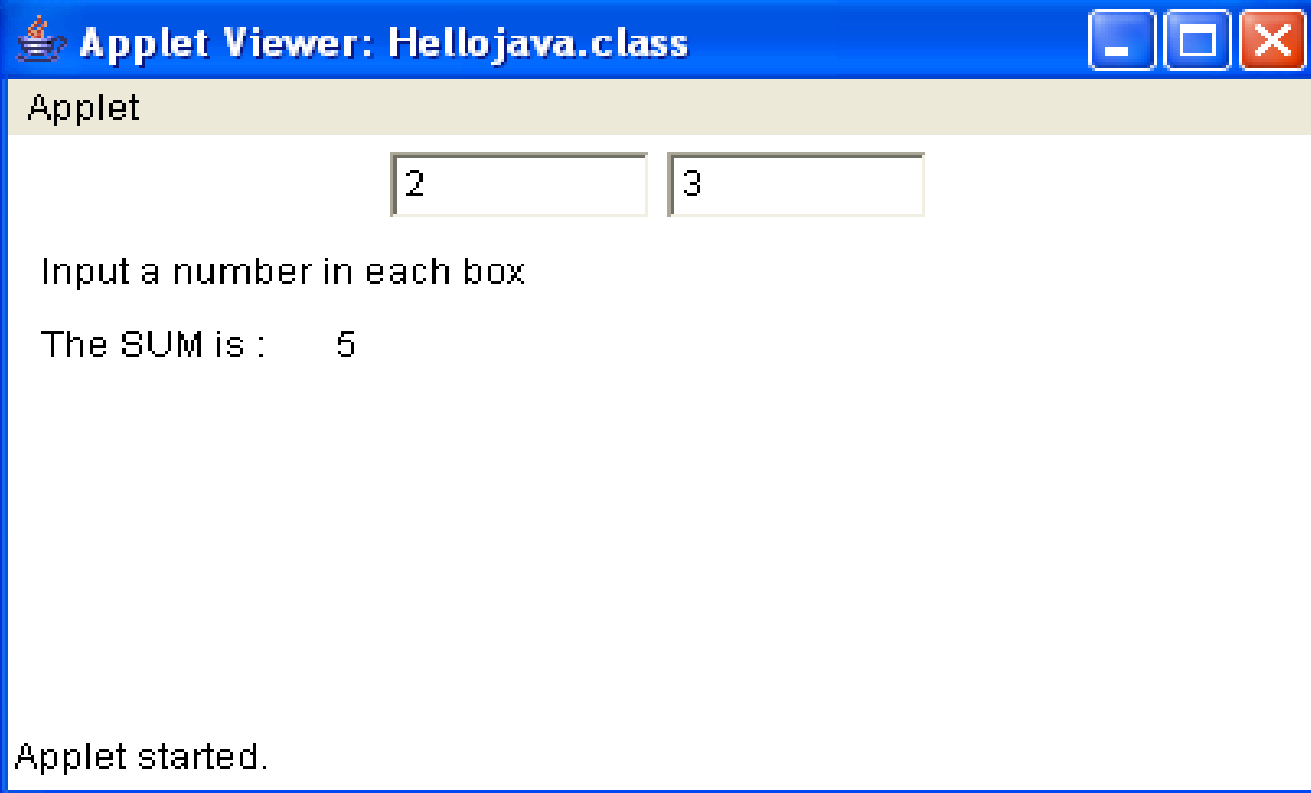 Applet Viewer: Hellojava.class
Applet
2 3
Input a number in each box
The SUM is : 5
Applet started.